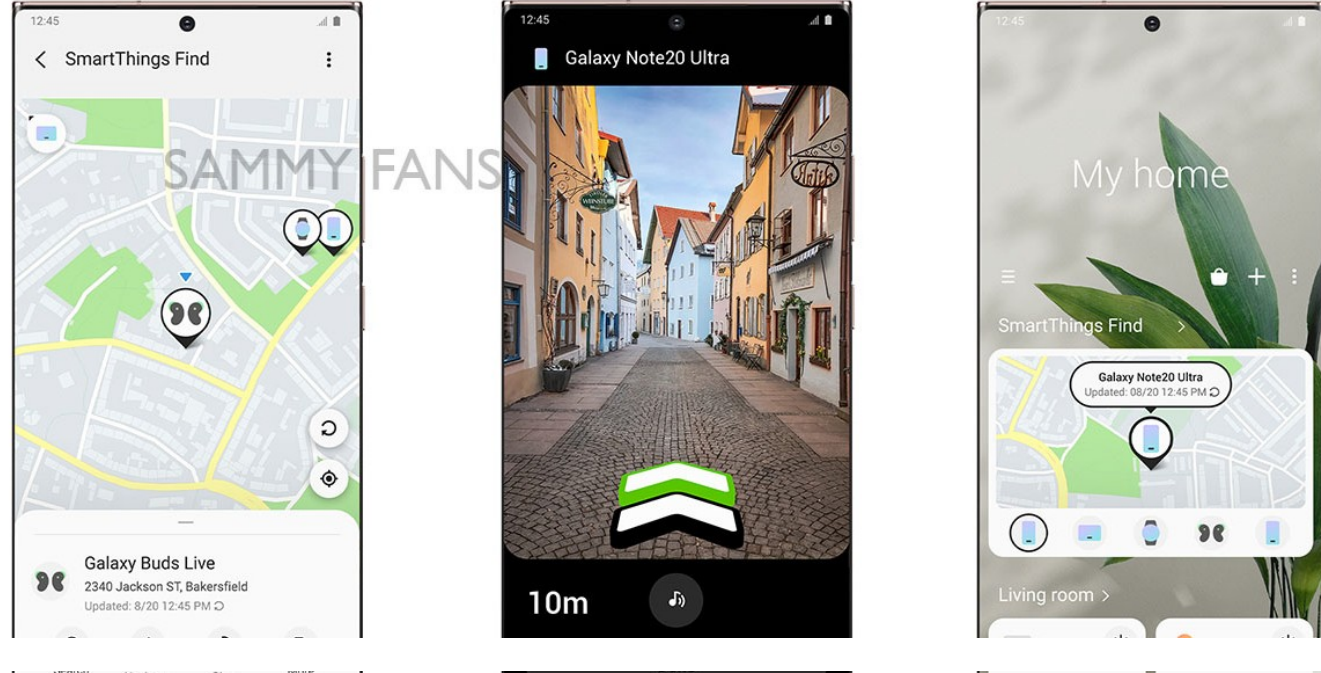 12:45
SmartThings Find
SAMMY FANS
Galaxy Buds Live
2340 Jackson ST, Bakersfield
Updated: 8/20 12:45 PM
12:45
Galaxy Note20 Ultra
WEINSTUBE
Antik
10m
12:45
My home
SmartThings Find
Galaxy Note20 Ultra
Updated: 08/20 12:45 PM
Living room